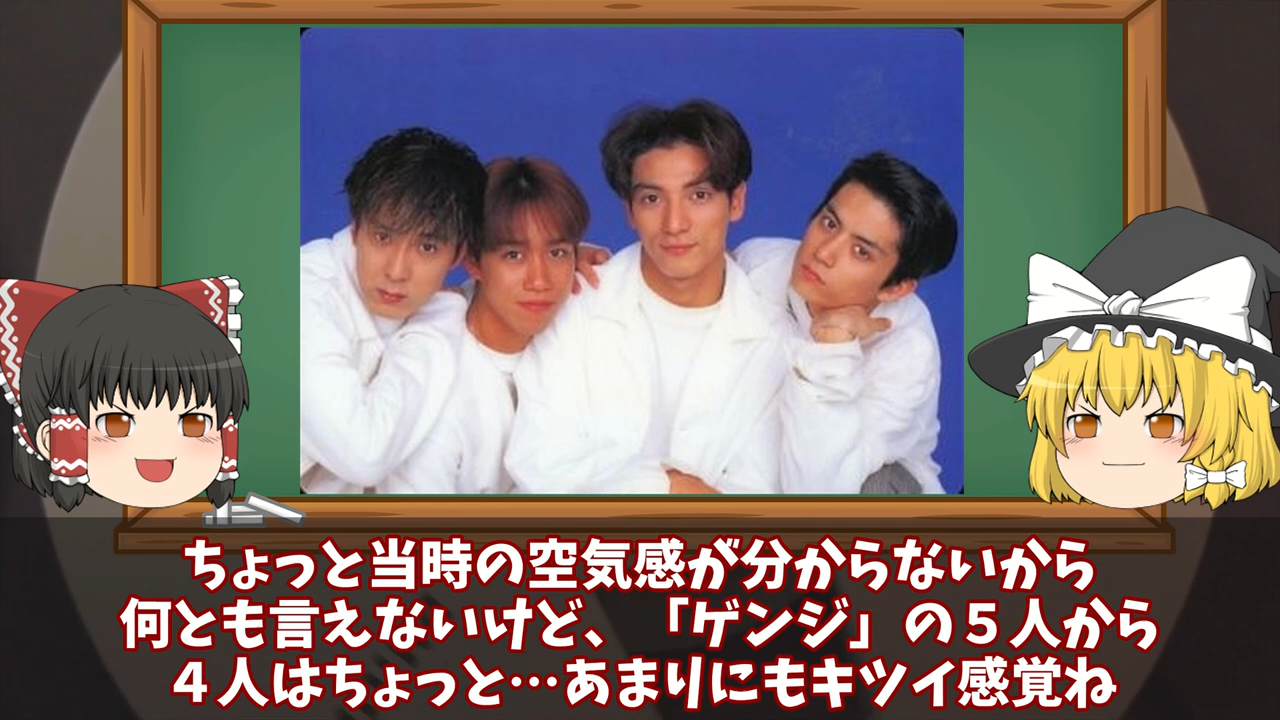 ちょっと当時の空気感が分からないから
何とも言えないけど、「ゲンジ」の５人から
４人はちょっと…あまりにもキツイ感覚ね